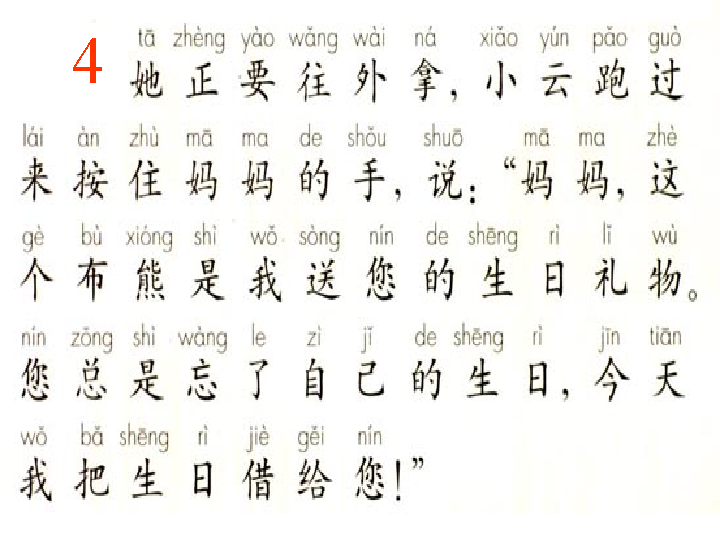 4
tā zhèng yào wǎng wài ná xiǎo yún pǎo guò
她正要往外拿，小云跑过
lái àn zhù mā ma de shǒu shuō mā ma zhè
来按住妈妈的手，说：“妈妈，这
gè bù xióng shì wǒ sòng nín de shēng rì lǐ wù
个布熊是我送您的生日礼物。
nín zǒng shì wàng le zì jǐ de shēng rì jīn tiān
您总是忘了自己的生日，今天
wǒ bǎ shēng rì jiè gěi nín
我把生日借给您！”